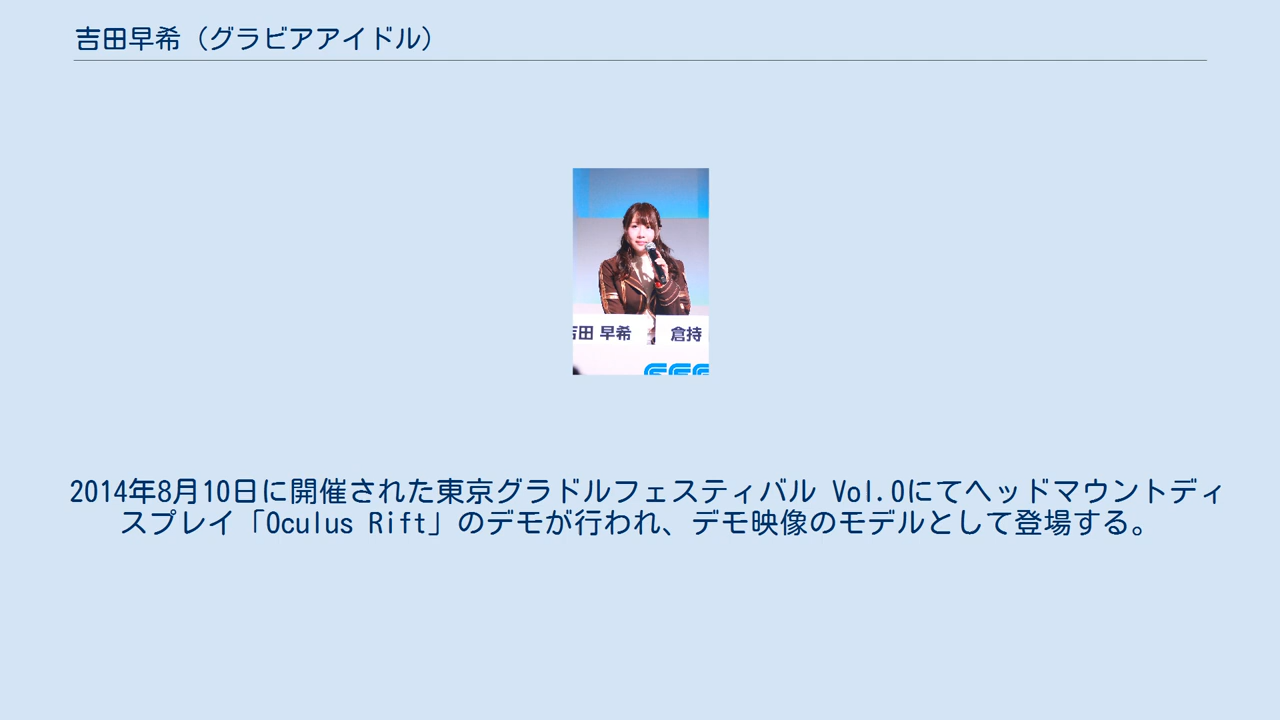 吉田早希（グラビアアイドル）
田 早希
倉持
2014年8月10日に開催された東京グラドルフェスティバル Vol.0にてヘッドマウントディ
スプレイ「Oculus Rift」のデモが行われ、デモ映像のモデルとして登場する。